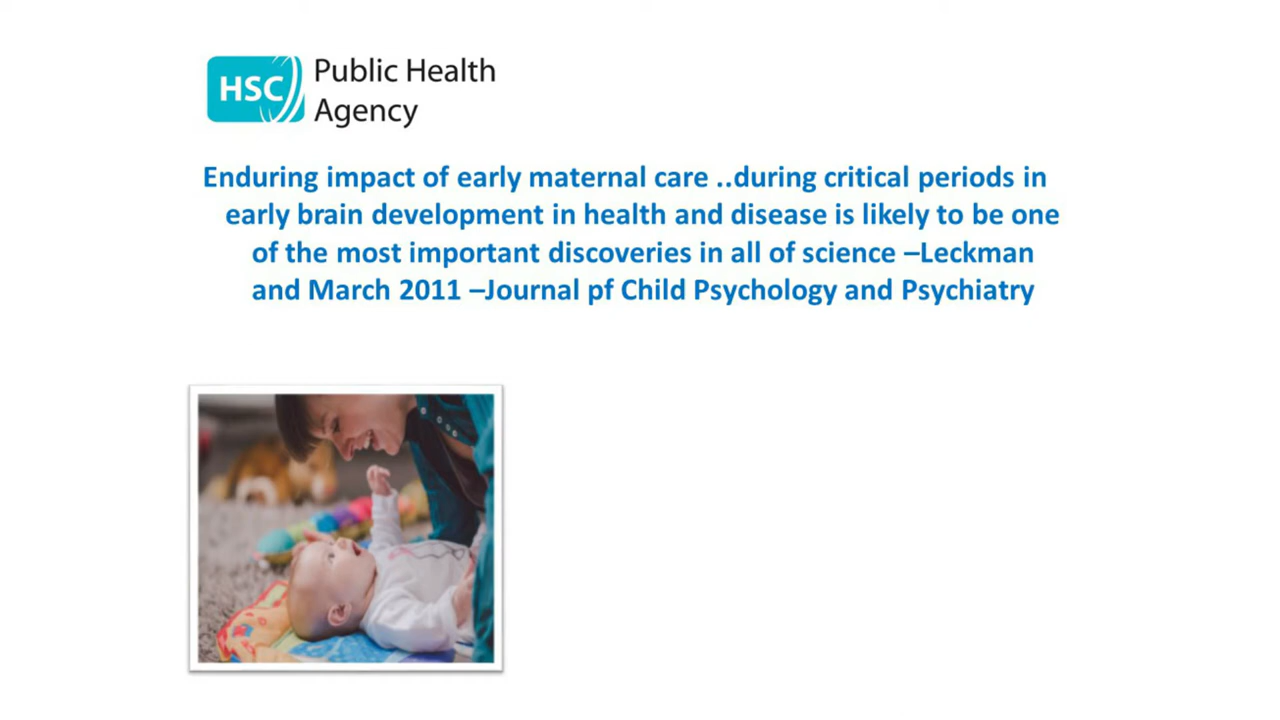 HSC Public Health
Agency
Enduring impact of early maternal care ..during critical periods in
early brain development in health and disease is likely to be one
of the most important discoveries in all of science –Leckman
and March 2011 –Journal pf Child Psychology and Psychiatry